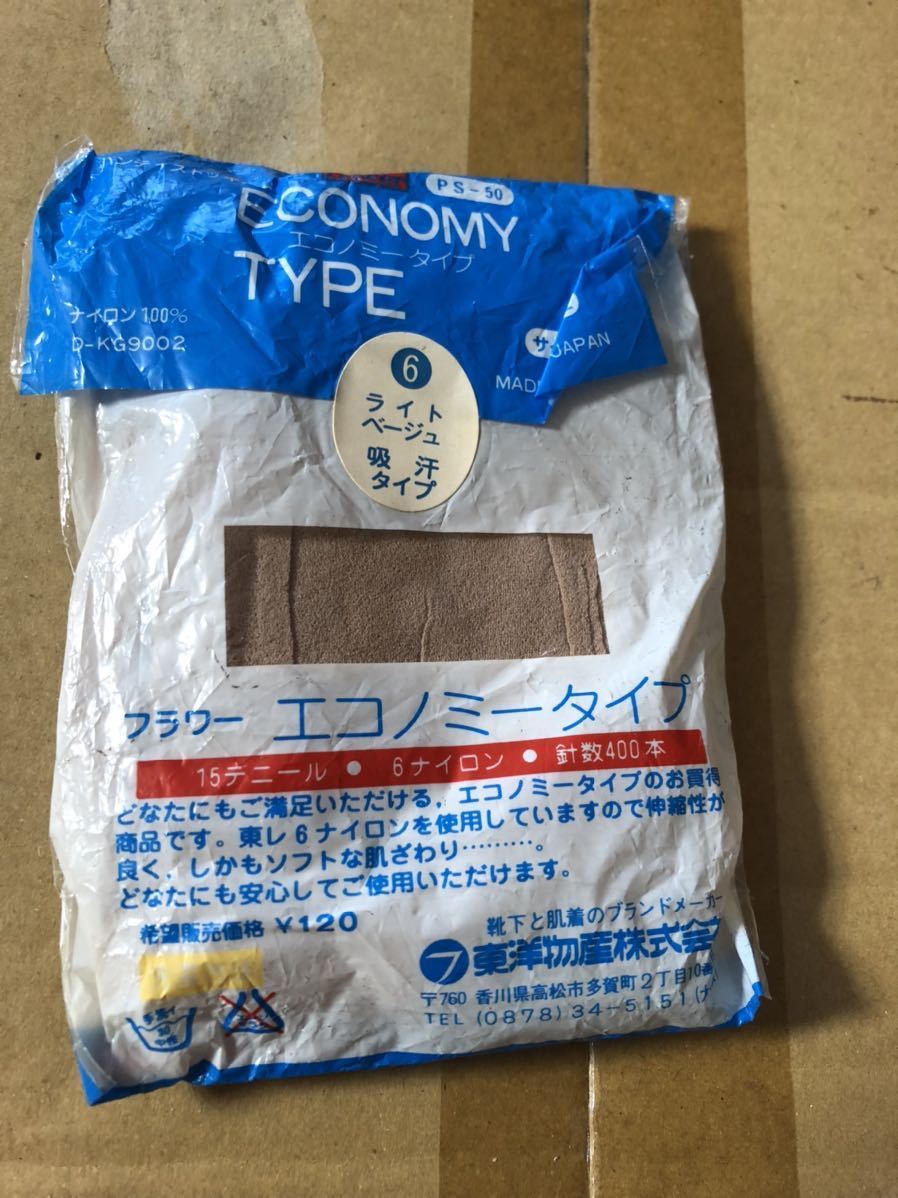 PS-50
ECONOMY
エコノミータイプ
TYPE
ナイロン 100%
D-KG9002
サ
JAPAN
6
ライト
ベージュ
吸汗
タイプ
フラワー エコノミータイプ
15デニール ● 6ナイロン ● 針数400本
どなたにもご満足いただける, エコノミータイプのお買得
商品です。東レ6ナイロンを使用していますので伸縮性が
良く、しかもソフトな肌ざわり………。
どなたにも安心してご使用いただけます。
希望販売価格 ¥120
靴下と肌着のブランドメーカー
フ 東洋物産株式会
〒760 香川県高松市多賀町2丁目10番
TEL (0878)34-5151